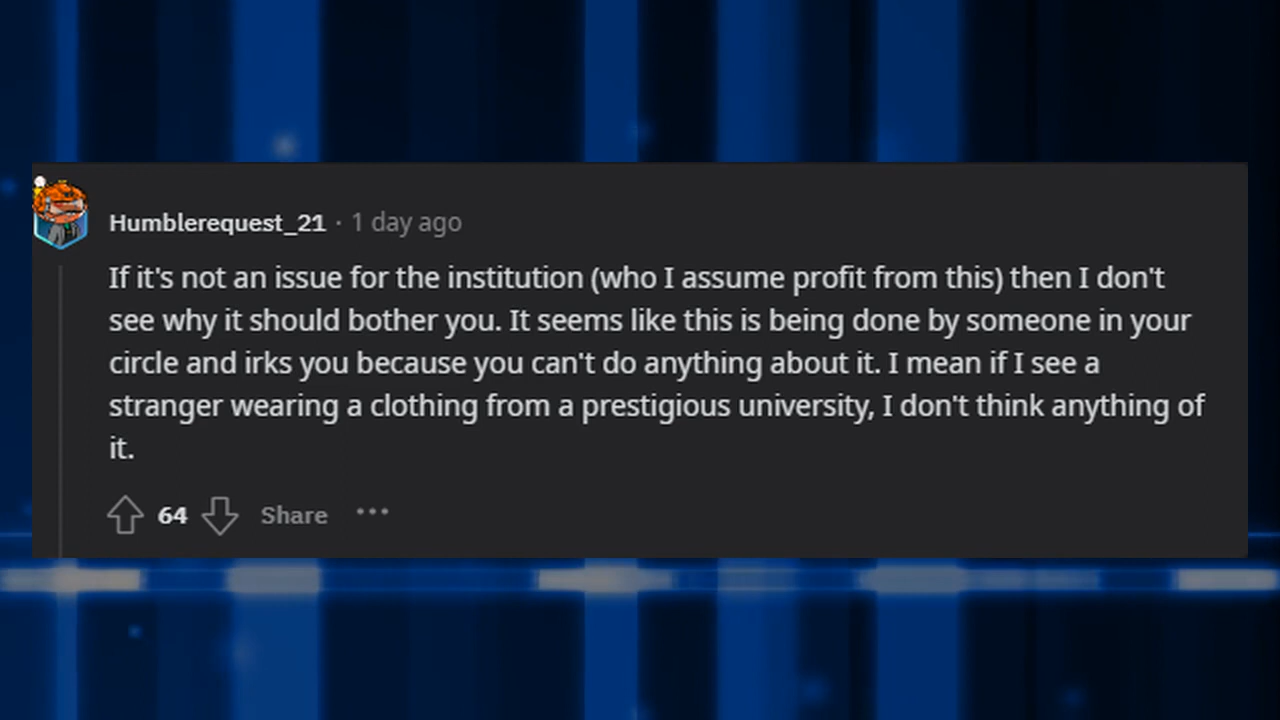 Humblerequest_21 · 1 day ago
If it's not an issue for the institution (who I assume profit from this) then I don't
see why it should bother you. It seems like this is being done by someone in your
circle and irks you because you can't do anything about it. I mean if I see a
stranger wearing a clothing from a prestigious university, I don't think anything of
it.
64 Share ···